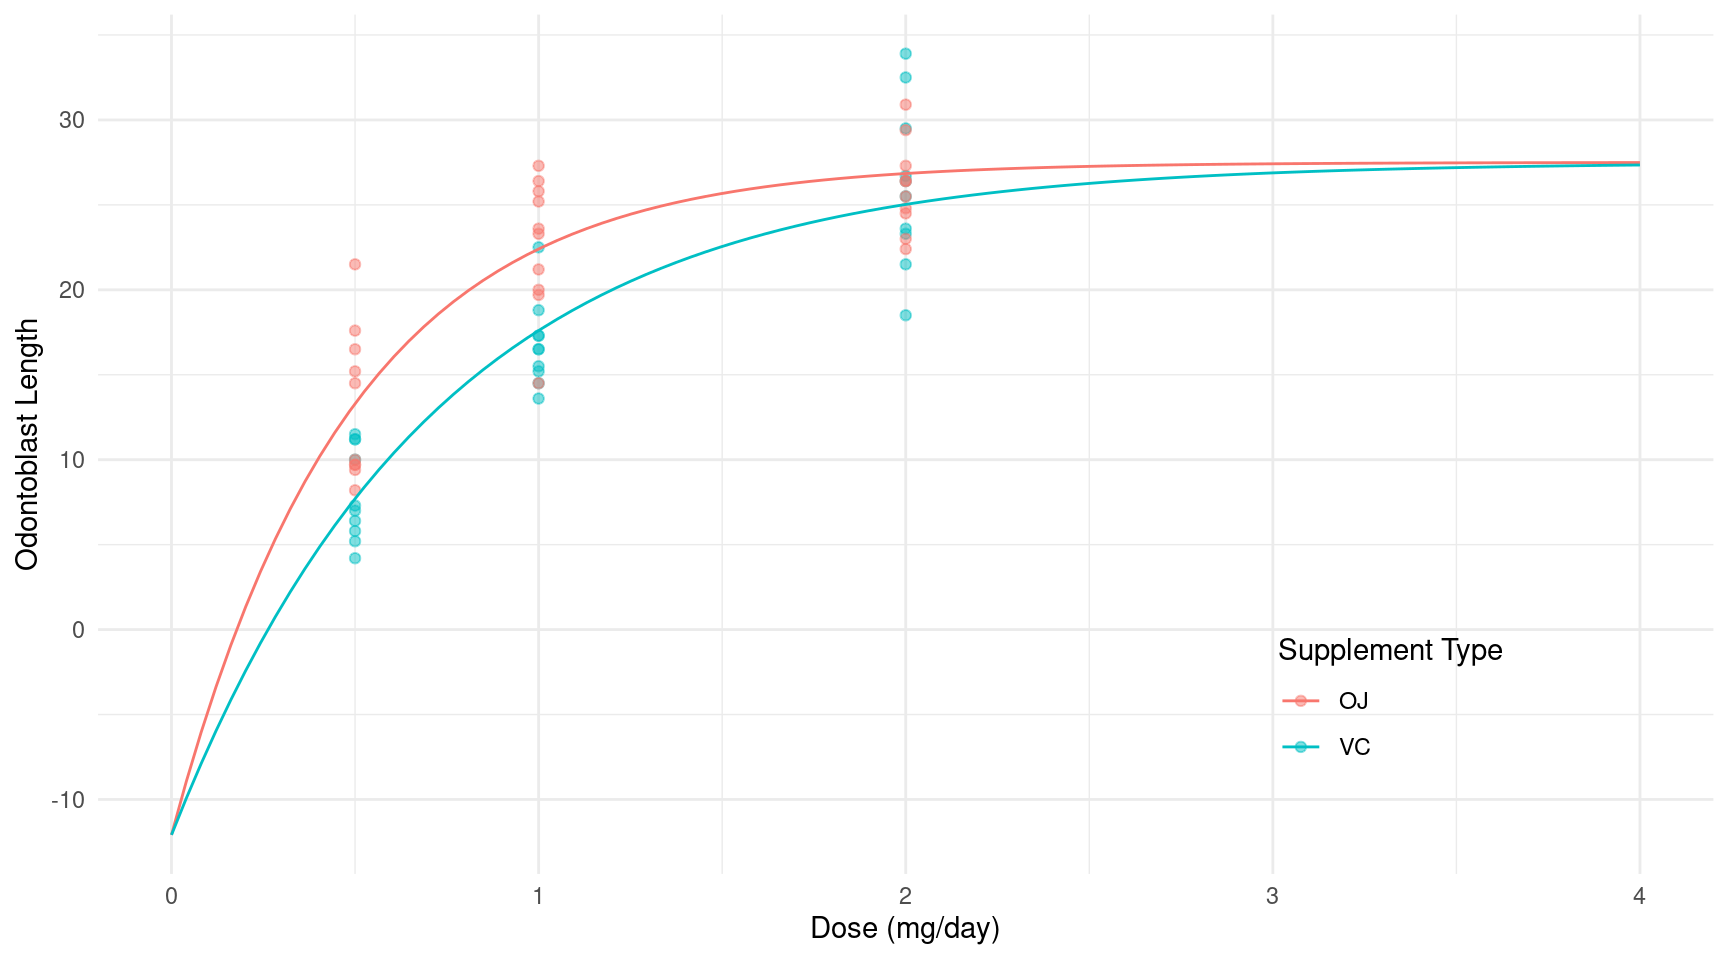 30
20
10
0
-10
Odontoblast Length
0 1 2 3 4
Dose (mg/day)
Supplement Type
OJ
VC